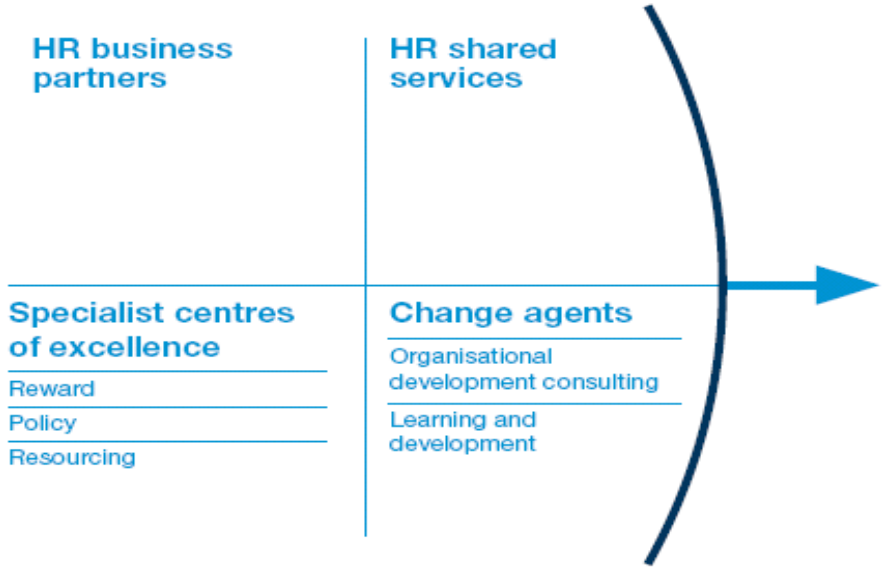 HR business
partners
HR shared
services
Specialist centres
of excellence
Reward
Policy
Resourcing
Change agents
Organisational
development consulting
Learning and
development